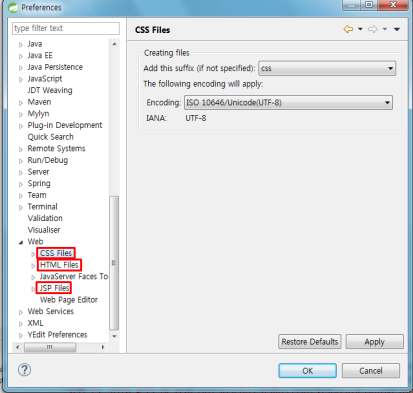 Preferences
type filter text
CSS Files
Java
Java EE
Java Persistence
JavaScript
JDT Weaving
Maven
Mylyn
Plug-in Development
Quick Search
Remote Systems
Run/Debug
Server
Spring
Team
Terminal
Validation
Visualiser
Web
CSS Files
HTML Files
JavaServer Faces To
JSP Files
Web Page Editor
Web Services
XML
YEdit Preferences
Creating files
Add this suffix (if not specified): css
The following encoding will apply:
Encoding: ISO 10646/Unicode(UTF-8)
IANA: UTF-8
Restore Defaults Apply
OK Cancel